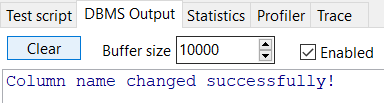 Test script DBMS Output Statistics Profiler Trace
Clear Buffer size 10000 Enabled
Column name changed successfully!